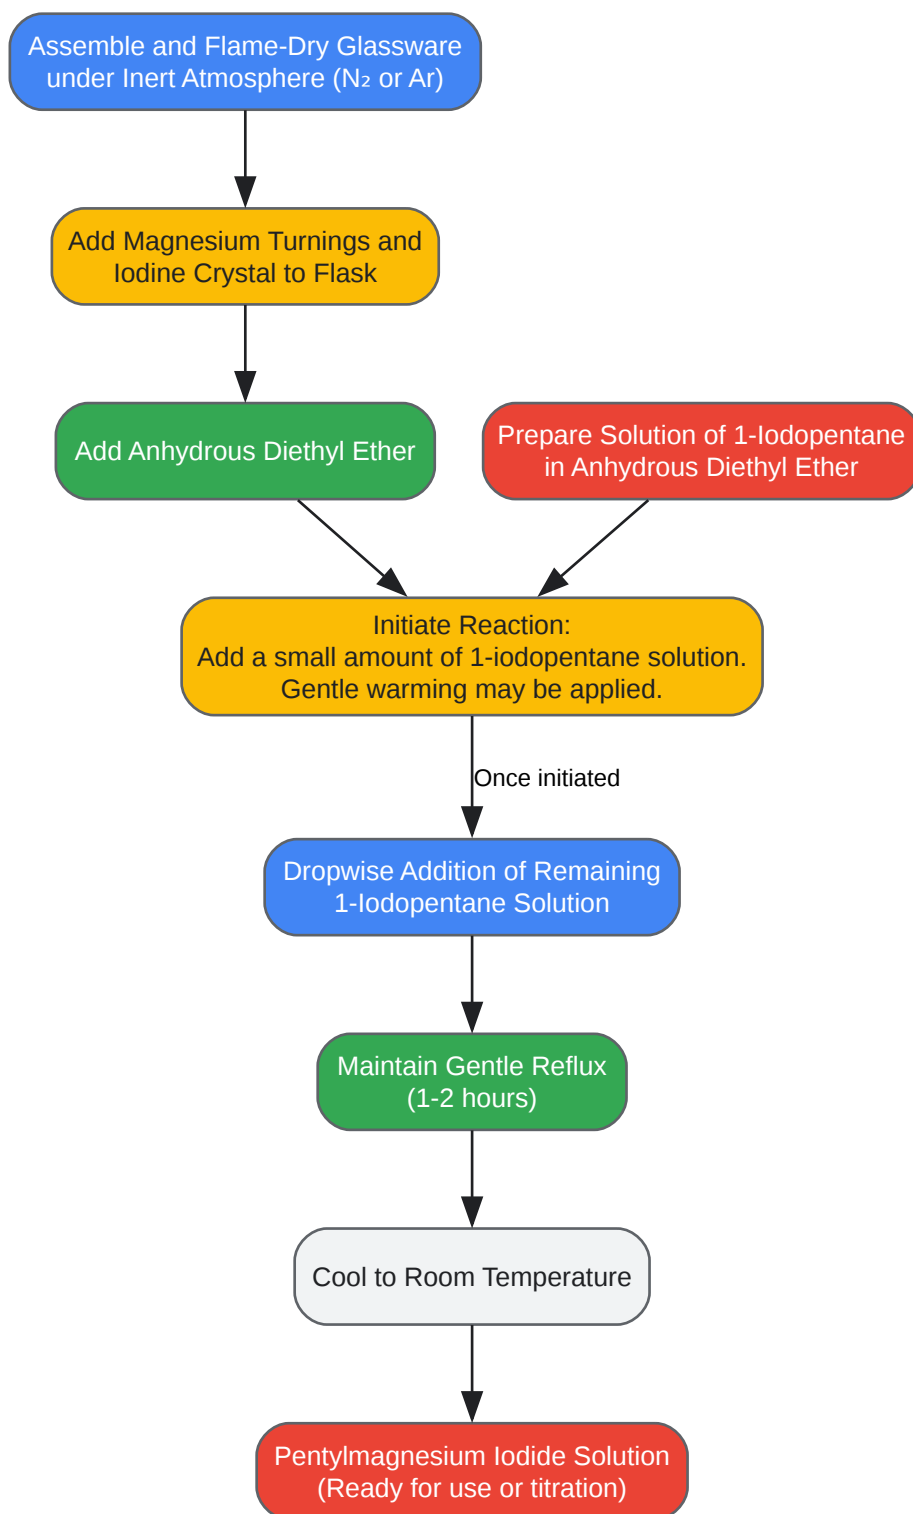 Assemble and Flame-Dry Glassware
under Inert Atmosphere (N₂ or Ar)
Add Magnesium Turnings and
Iodine Crystal to Flask
Add Anhydrous Diethyl Ether
Prepare Solution of 1-Iodopentane
in Anhydrous Diethyl Ether
Initiate Reaction:
Add a small amount of 1-iodopentane solution.
Gentle warming may be applied.
Once initiated
Dropwise Addition of Remaining
1-Iodopentane Solution
Maintain Gentle Reflux
(1-2 hours)
Cool to Room Temperature
Pentylmagnesium Iodide Solution
(Ready for use or titration)